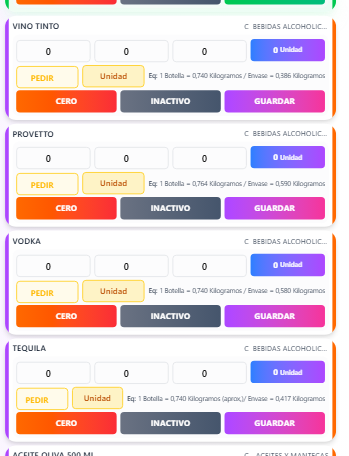 VINO TINTO C BEBIDAS ALCOHOLIC...
0 0 0 0 Unidad
PEDIR Unidad Eq: 1 Botella = 0,740 Kilogramos / Envase = 0,386 Kilogramos
CERO INACTIVO GUARDAR
PROVETTO C BEBIDAS ALCOHOLIC...
0 0 0 0 Unidad
PEDIR Unidad Eq: 1 Botella = 0,764 Kilogramos / Envase = 0,590 Kilogramos
CERO INACTIVO GUARDAR
VODKA C BEBIDAS ALCOHOLIC...
0 0 0 0 Unidad
PEDIR Unidad Eq: 1 Botella = 0,740 Kilogramos / Envase = 0,580 Kilogramos
CERO INACTIVO GUARDAR
TEQUILA C BEBIDAS ALCOHOLIC...
0 0 0 0 Unidad
PEDIR Unidad Eq: 1 Botella = 0,740 Kilogramos (aprox.)/ Envase = 0,417 Kilogramos
CERO INACTIVO GUARDAR
ACEITE OLIVA 500 ML C ACEITES Y MANTECAS